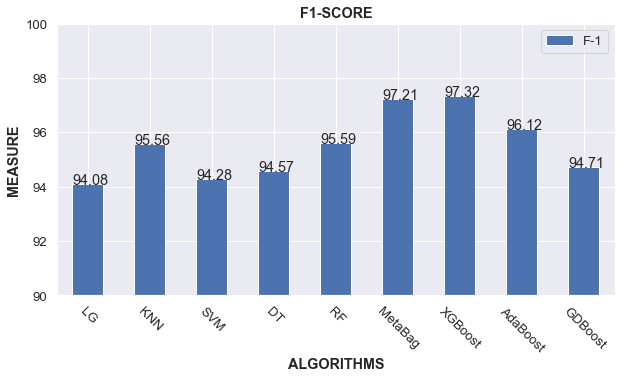 F1-SCORE
100
98
96
94
92
90
MEASURE
F-1
94.08
95.56
94.28
94.57
95.59
97.21
97.32
96.12
94.71
LG
KNN
SVM
DT
RF
MetaBag
XGBoost
AdaBoost
GDBoost
ALGORITHMS